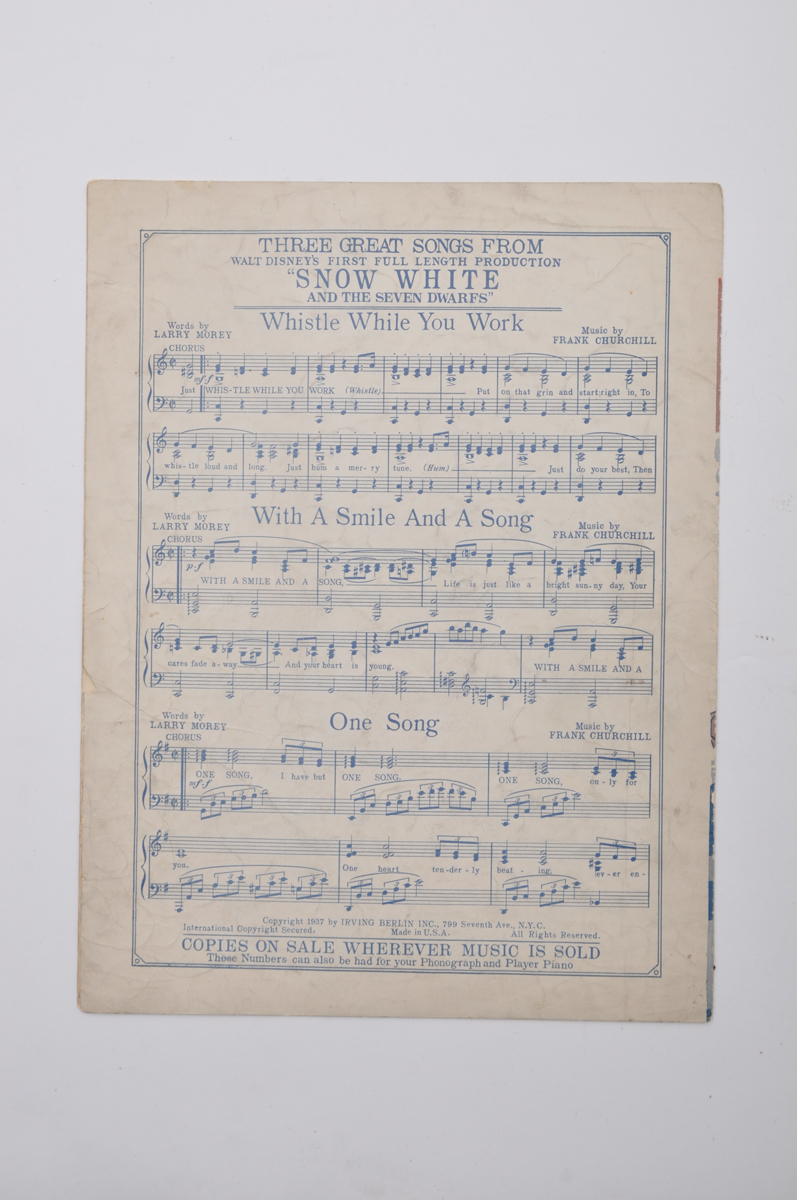 THREE GREAT SONGS FROM
WALT DISNEY'S FIRST FULL LENGTH PRODUCTION
"SNOW WHITE
AND THE SEVEN DWARFS"
Whistle While You Work
Words by
LARRY MOREY
Music by
FRANK CHURCHILL
CHORUS
mf-f
Just WHIS-TLE WHILE YOU WORK (Whistle) Put on that grin and start right in, To
whis-tle loud and long. Just hum a mer-ry tune. (Hum) Just do your best, Then
With A Smile And A Song
Words by
LARRY MOREY
Music by
FRANK CHURCHILL
CHORUS
p-f
WITH A SMILE AND A SONG, Life is just like a bright sun-ny day, Your
cares fade a-way. And your heart is young. WITH A SMILE AND A
One Song
Words by
LARRY MOREY
Music by
FRANK CHURCHILL
CHORUS
mf-f
ONE SONG, I have but ONE SONG, ONE SONG, on-ly for
you. One heart ten-der-ly beat-ing, ev-er en-
Copyright 1937 by IRVING BERLIN INC., 799 Seventh Ave., N.Y.C.
International Copyright Secured. Made in U.S.A. All Rights Reserved.
COPIES ON SALE WHEREVER MUSIC IS SOLD
These Numbers can also be had for your Phonograph and Player Piano